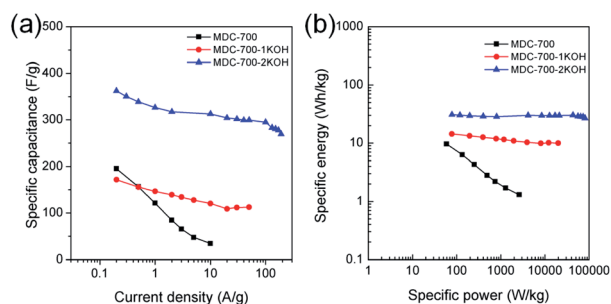 (a)
500
400
300
200
100
0
0.1
1
10
100
Specific capacitance (F/g)
Current density (A/g)
MDC-700
MDC-700-1KOH
MDC-700-2KOH
(b)
1000
100
10
1
0.1
1
10
100
1000
10000
100000
Specific energy (Wh/kg)
Specific power (W/kg)
MDC-700
MDC-700-1KOH
MDC-700-2KOH